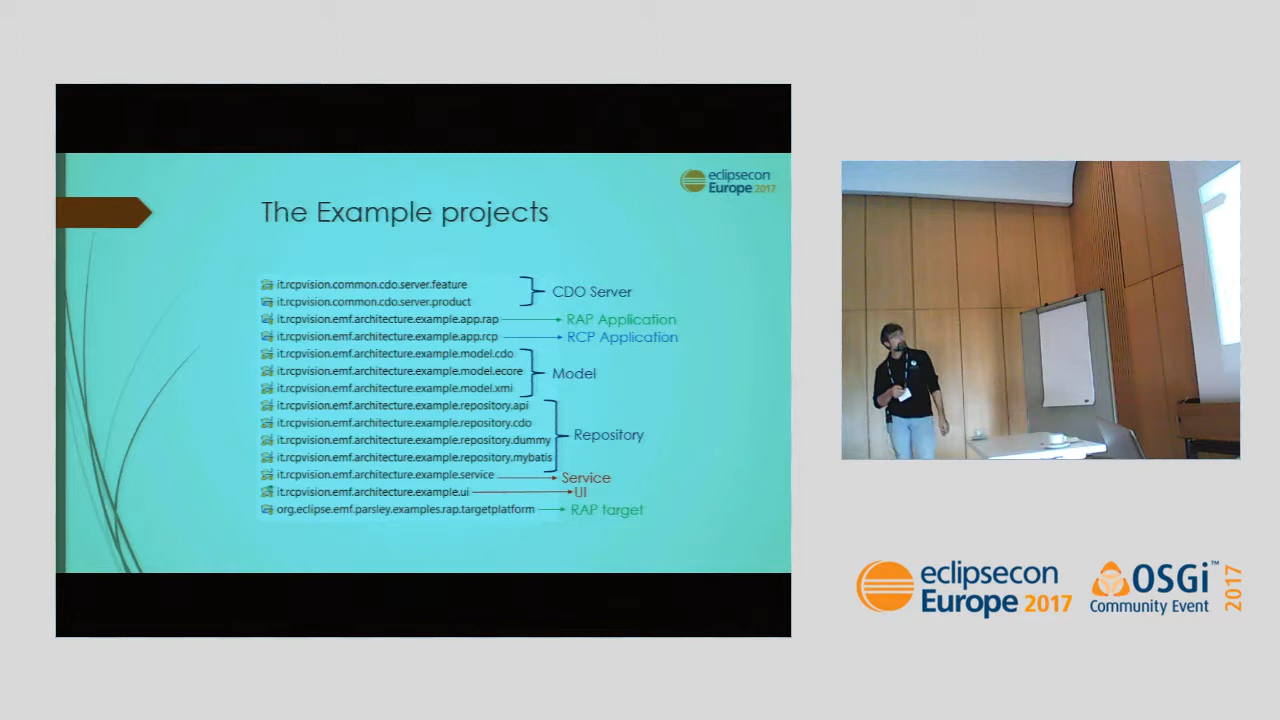 eclipsecon
Europe 2017
The Example projects
it.rcpvision.common.cdo.server.feature
it.rcpvision.common.cdo.server.product
CDO Server
it.rcpvision.emf.architecture.example.app.rap
RAP Application
it.rcpvision.emf.architecture.example.app.rcp
RCP Application
it.rcpvision.emf.architecture.example.model.cdo
it.rcpvision.emf.architecture.example.model.ecore
it.rcpvision.emf.architecture.example.model.xmi
Model
it.rcpvision.emf.architecture.example.repository.api
it.rcpvision.emf.architecture.example.repository.cdo
it.rcpvision.emf.architecture.example.repository.dummy
it.rcpvision.emf.architecture.example.repository.mybatis
Repository
it.rcpvision.emf.architecture.example.service
Service
it.rcpvision.emf.architecture.example.ui
UI
org.eclipse.emf.parsley.examples.rap.targetplatform
RAP target
eclipsecon
Europe 2017
OSGi™
Community Event
2017